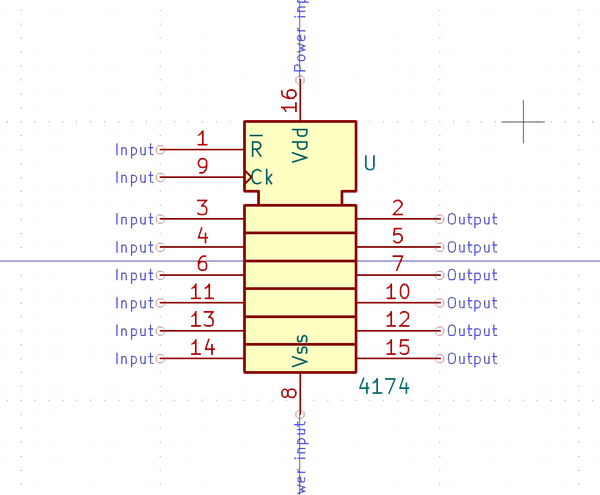 Power inp
16
Vdd
Input 1 R
U
Input 9 Ck
Input 3 2 Output
Input 4 5 Output
Input 6 7 Output
Input 11 10 Output
Input 13 12 Output
Input 14 15 Output
Vss
4174
8
wer input